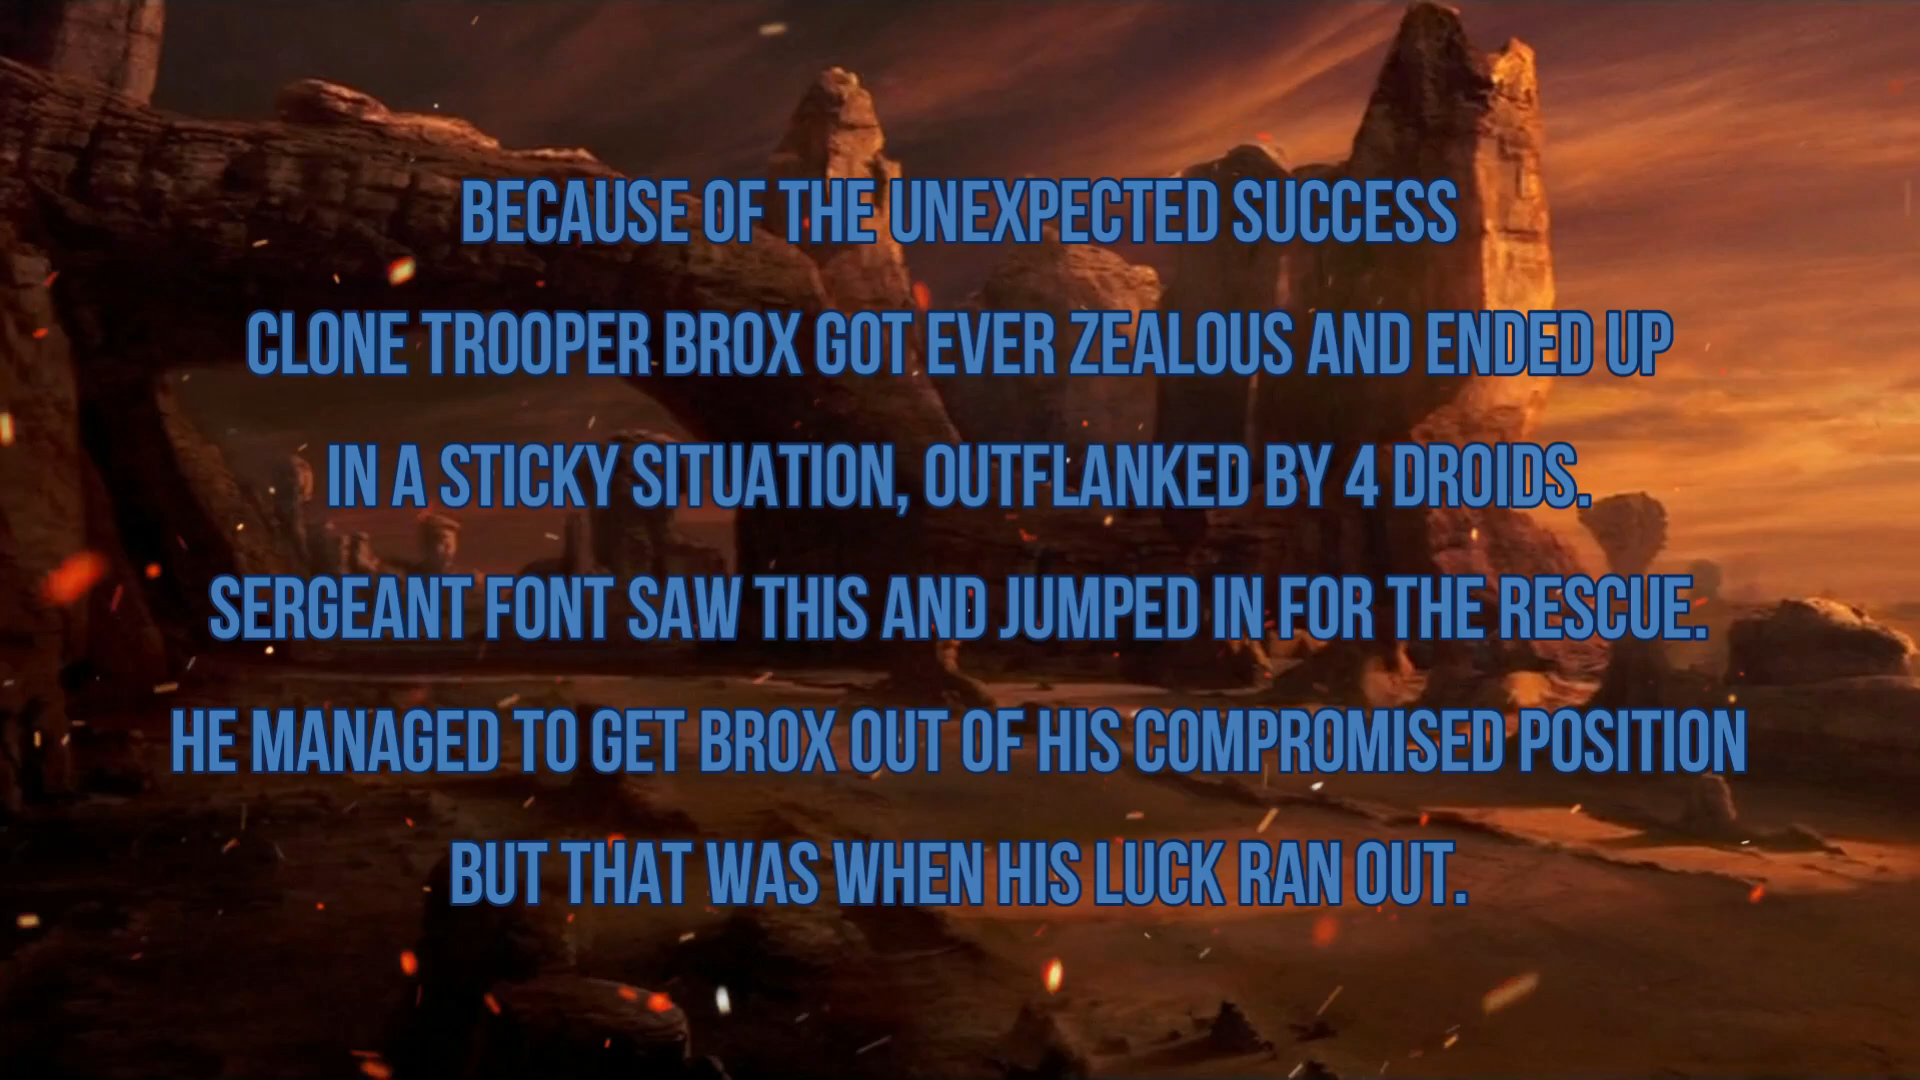 BECAUSE OF THE UNEXPECTED SUCCESS
CLONE TROOPER BROX GOT EVER ZEALOUS AND ENDED UP
IN A STICKY SITUATION, OUTFLANKED BY 4 DROIDS.
SERGEANT FONT SAW THIS AND JUMPED IN FOR THE RESCUE.
HE MANAGED TO GET BROX OUT OF HIS COMPROMISED POSITION
BUT THAT WAS WHEN HIS LUCK RAN OUT.